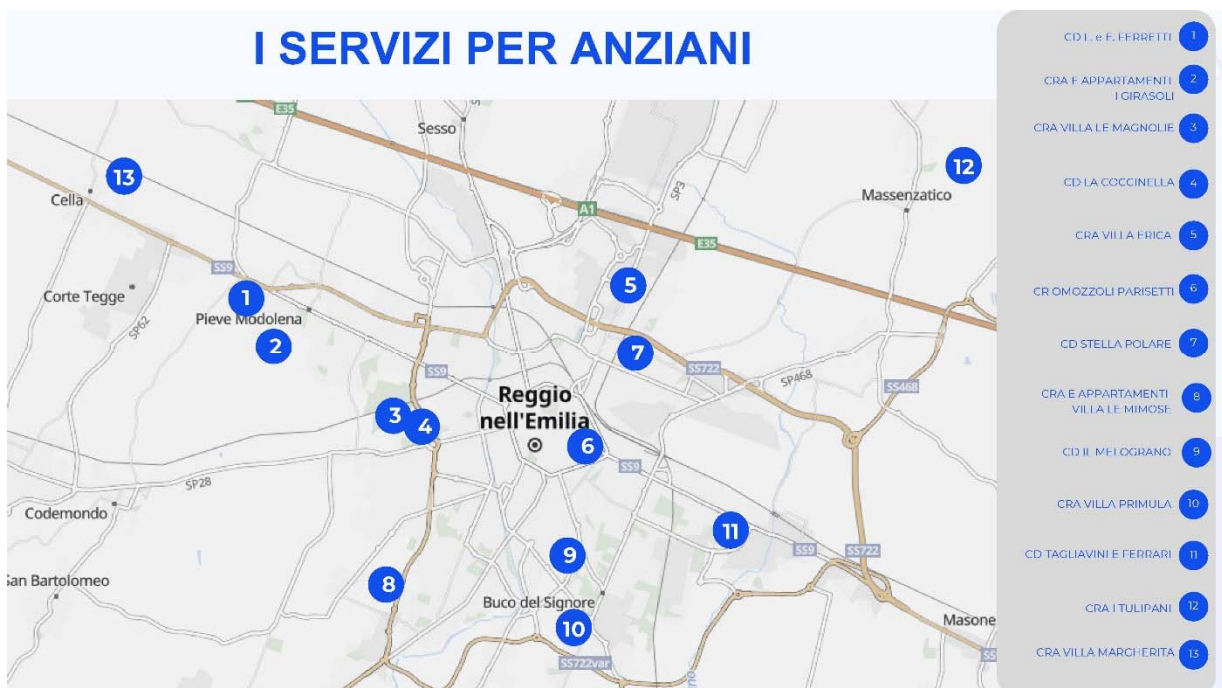 I SERVIZI PER ANZIANI
CD L. e E. FERRETTI 1
CRA E APPARTAMENTI 2
I GIRASOLI
CRA VILLA LE MAGNOLIE 3
CD LA COCCINELLA 4
CRA VILLA ERICA 5
CR OMOZZOLI PARISETTI 6
CD STELLA POLARE 7
CRA E APPARTAMENTI 8
VILLA LE MIMOSE
CD IL MELOGRANO 9
CRA VILLA PRIMULA 10
CD TAGLIAVINI E FERRARI 11
CRA I TULIPANI 12
CRA VILLA MARGHERITA 13
E35
Sesso
SP3
13
Cella
12
Massenzatico
A1
E35
SS9
5
Corte Tegge
1
Pieve Modolena
SP62
2
7
SS9
SS722
SP468
SS468
Reggio
nell'Emilia
3
4
6
SP28
SS9
Codemondo
11
9
SS9
SS722
San Bartolomeo
8
Buco del Signore
10
Masone
SS722var